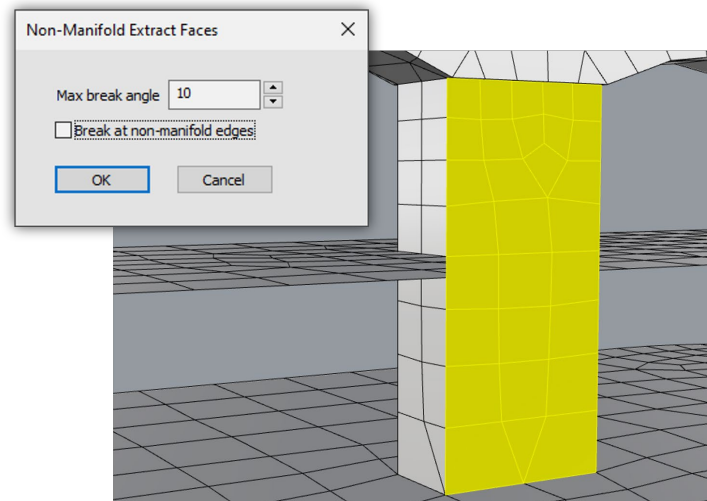 Non-Manifold Extract Faces
Max break angle 10
Break at non-manifold edges
OK Cancel